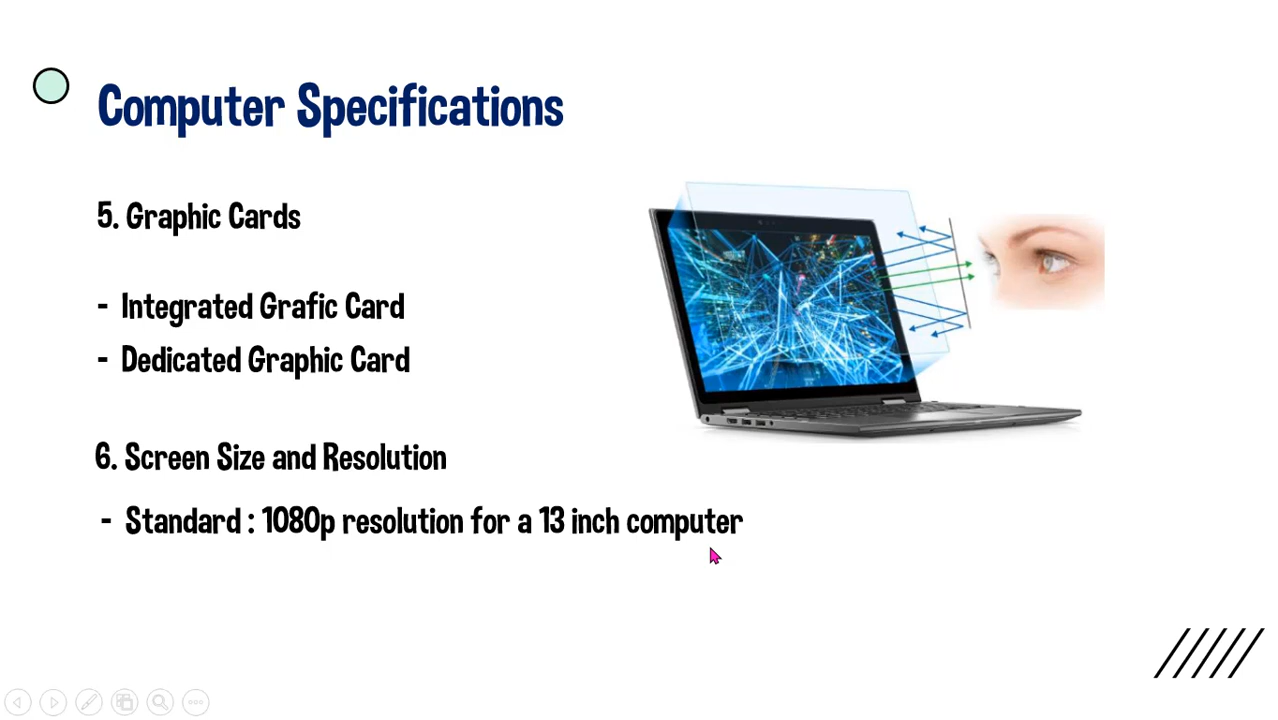 Computer Specifications
5. Graphic Cards
- Integrated Grafic Card
- Dedicated Graphic Card
6. Screen Size and Resolution
- Standard : 1080p resolution for a 13 inch computer